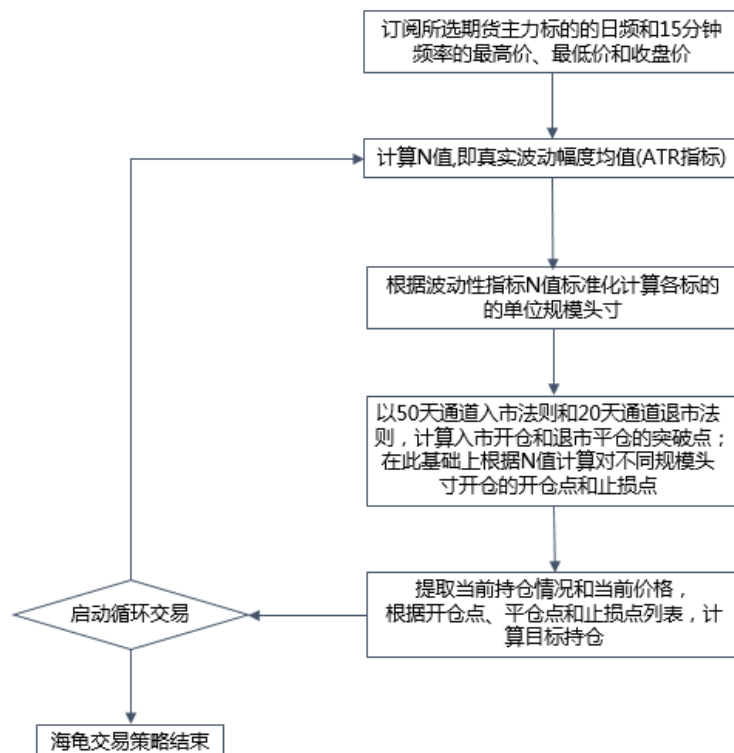 订阅所选期货主力标的的日频和15分钟
频率的最高价、最低价和收盘价
计算N值,即真实波动幅度均值(ATR指标)
根据波动性指标N值标准化计算各标的
的单位规模头寸
以50天通道入市法则和20天通道退市法
则，计算入市开仓和退市平仓的突破点；
在此基础上根据N值计算对不同规模头
寸开仓的开仓点和止损点
提取当前持仓情况和当前价格，
根据开仓点、平仓点和止损点列表，计
算目标持仓
启动循环交易
海龟交易策略结束